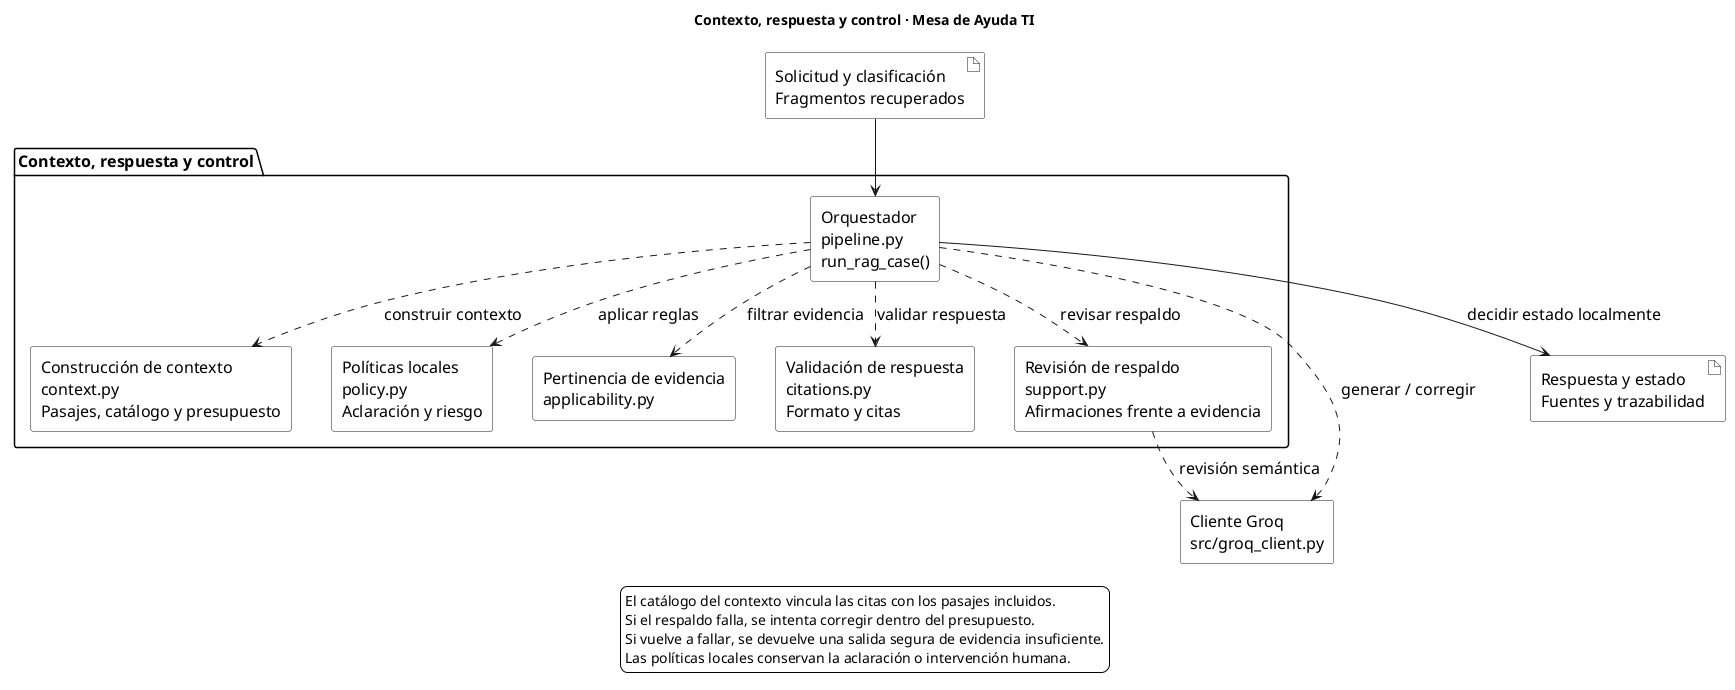 Contexto, respuesta y control · Mesa de Ayuda TI
Solicitud y clasificación
Fragmentos recuperados
Contexto, respuesta y control
Orquestador
pipeline.py
run_rag_case()
construir contexto
aplicar reglas
filtrar evidencia
validar respuesta
revisar respaldo
decidir estado localmente
Construcción de contexto
context.py
Pasajes, catálogo y presupuesto
Políticas locales
policy.py
Aclaración y riesgo
Pertinencia de evidencia
applicability.py
Validación de respuesta
citations.py
Formato y citas
Revisión de respaldo
support.py
Afirmaciones frente a evidencia
generar / corregir
Respuesta y estado
Fuentes y trazabilidad
revisión semántica
Cliente Groq
src/groq_client.py
El catálogo del contexto vincula las citas con los pasajes incluidos.
Si el respaldo falla, se intenta corregir dentro del presupuesto.
Si vuelve a fallar, se devuelve una salida segura de evidencia insuficiente.
Las políticas locales conservan la aclaración o intervención humana.